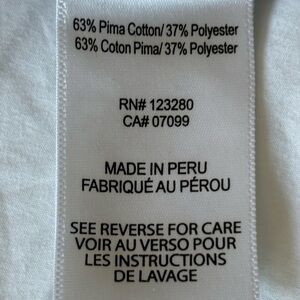 63% Pima Cotton/ 37% Polyester
63% Coton Pima/ 37% Polyester
RN# 123280
CA# 07099
MADE IN PERU
FABRIQUÉ AU PÉROU
SEE REVERSE FOR CARE
VOIR AU VERSO POUR
LES INSTRUCTIONS
DE LAVAGE